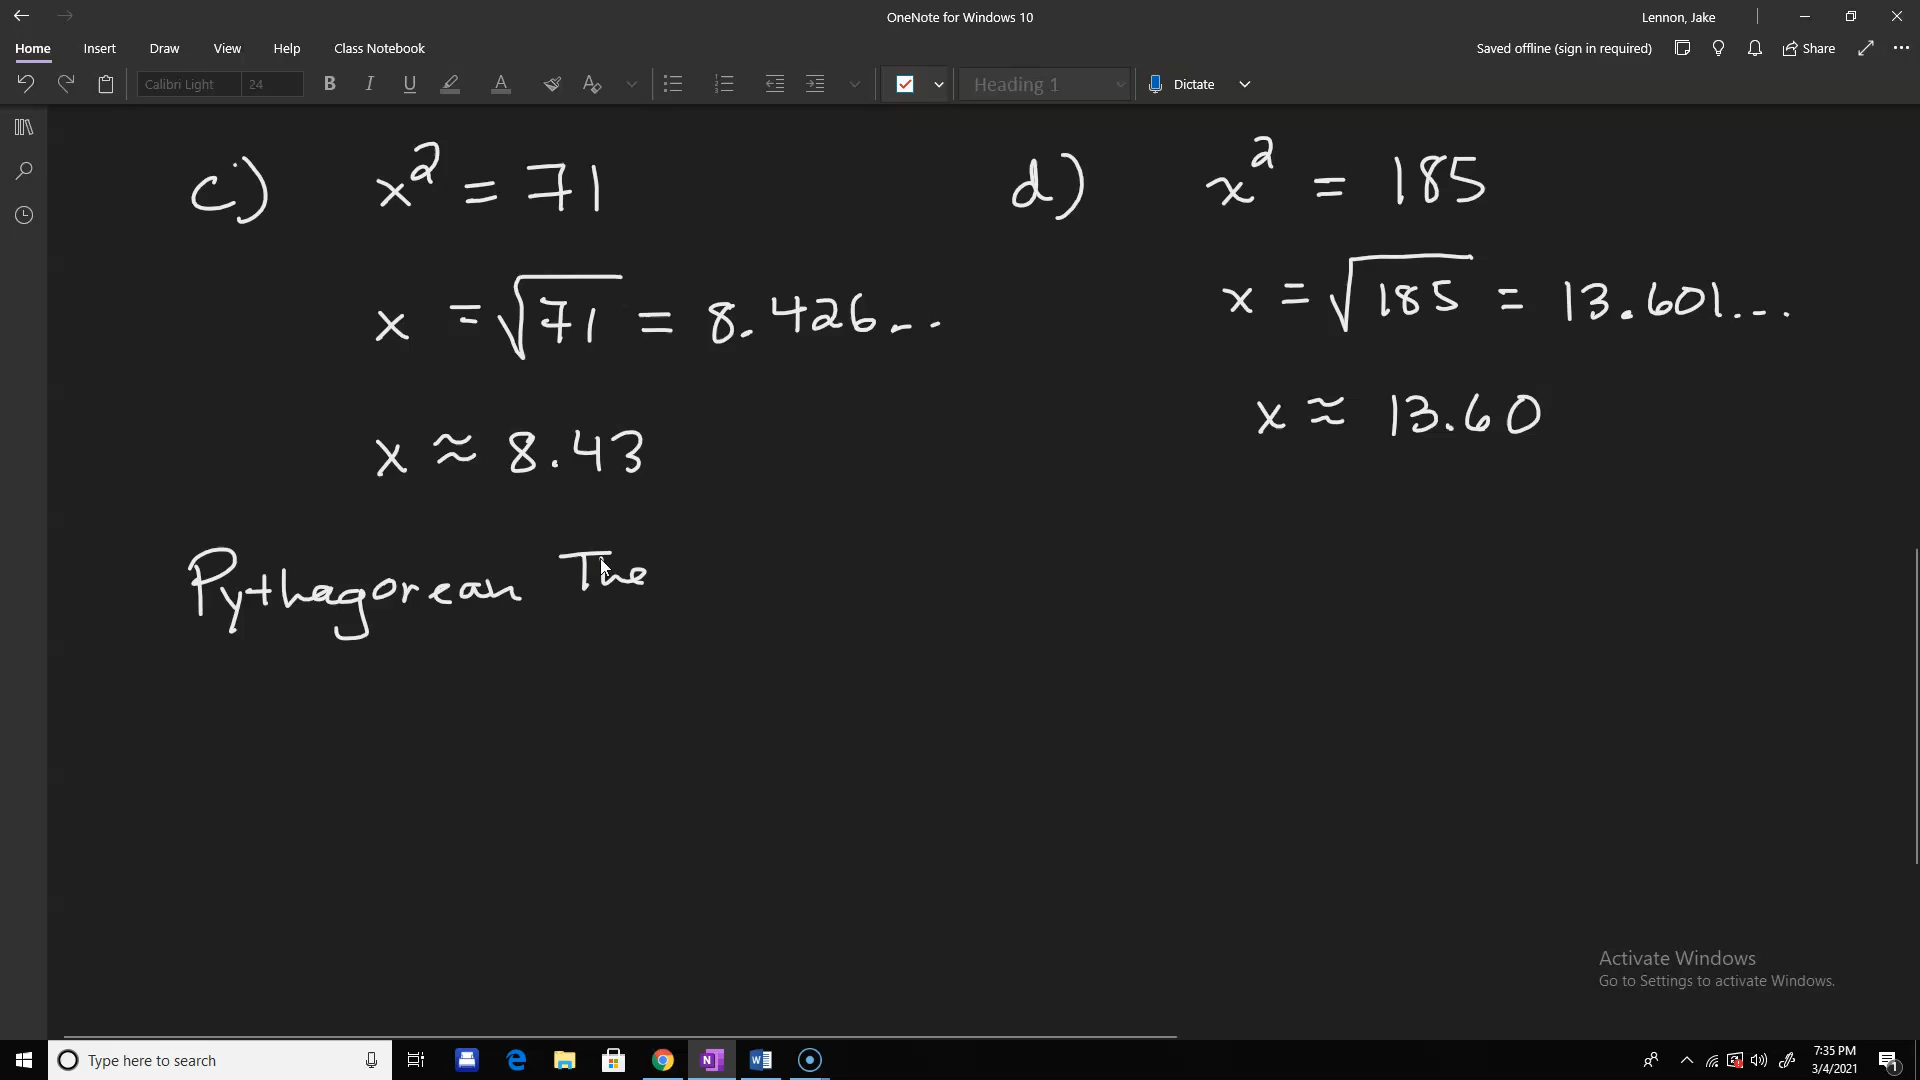 OneNote for Windows 10
Lennon, Jake
Home Insert Draw View Help Class Notebook
Saved offline (sign in required) Share
Calibri Light 24 B I U A A Heading 1 Dictate
c) x² = 71
x = √71 = 8.426...
x ≈ 8.43
d) x² = 185
x = √185 = 13.601...
x ≈ 13.60
Pythagorean The
Activate Windows
Go to Settings to activate Windows.
Type here to search
7:35 PM
3/4/2021
1